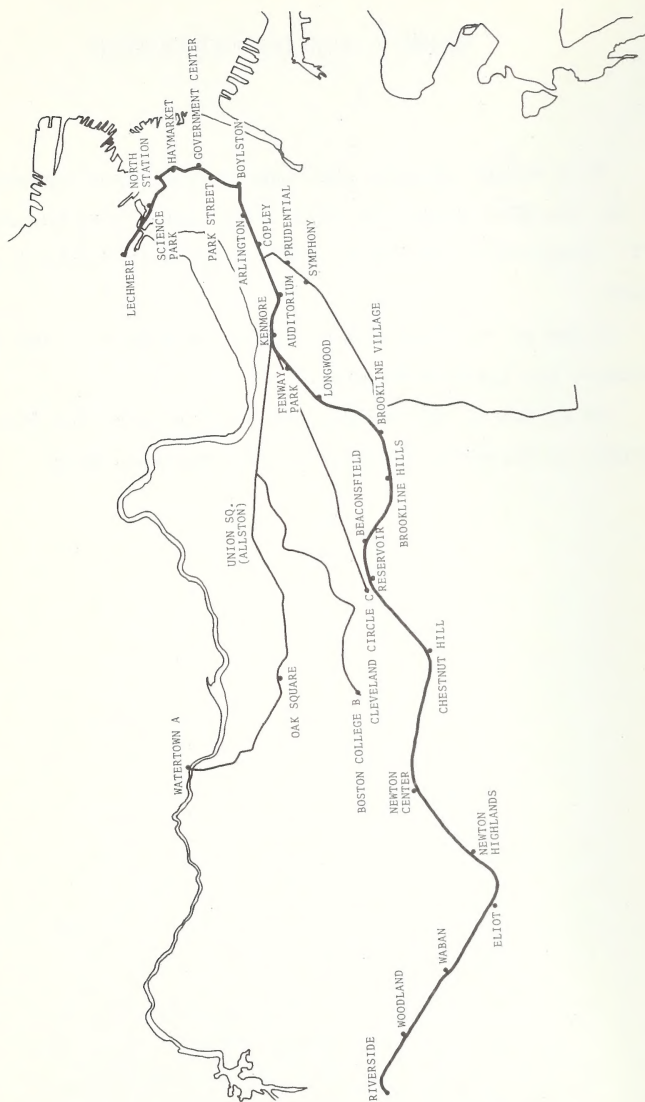 LECHMERE
SCIENCE
PARK
NORTH
STATION
HAYMARKET
GOVERNMENT CENTER
PARK STREET
BOYLSTON
ARLINGTON
COPLEY
PRUDENTIAL
SYMPHONY
AUDITORIUM
KENMORE
FENWAY
PARK
LONGWOOD
BROOKLINE VILLAGE
BROOKLINE HILLS
BEACONSFIELD
RESERVOIR
CLEVELAND CIRCLE C
BOSTON COLLEGE B
UNION SQ.
(ALLSTON)
OAK SQUARE
WATERTOWN A
CHESTNUT HILL
NEWTON
CENTER
NEWTON
HIGHLANDS
ELIOT
WABAN
WOODLAND
RIVERSIDE